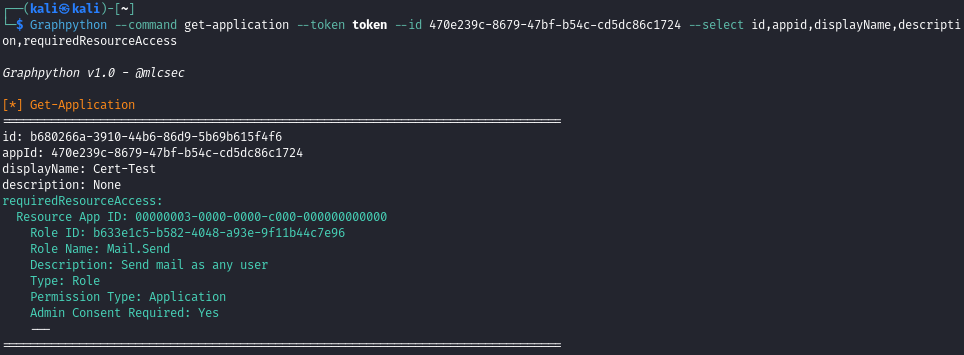 ┌──(kali㉿kali)-[~]
└─$ Graphpython --command get-application --token token --id 470e239c-8679-47bf-b54c-cd5dc86c1724 --select id,appid,displayName,descripti
on,requiredResourceAccess
Graphpython v1.0 - @mlcsec
[*] Get-Application
================================================================================
id: b680266a-3910-44b6-86d9-5b69b615f4f6
appId: 470e239c-8679-47bf-b54c-cd5dc86c1724
displayName: Cert-Test
description: None
requiredResourceAccess:
  Resource App ID: 00000003-0000-0000-c000-000000000000
    Role ID: b633e1c5-b582-4048-a93e-9f11b44c7e96
    Role Name: Mail.Send
    Description: Send mail as any user
    Type: Role
    Permission Type: Application
    Admin Consent Required: Yes
    ---
================================================================================